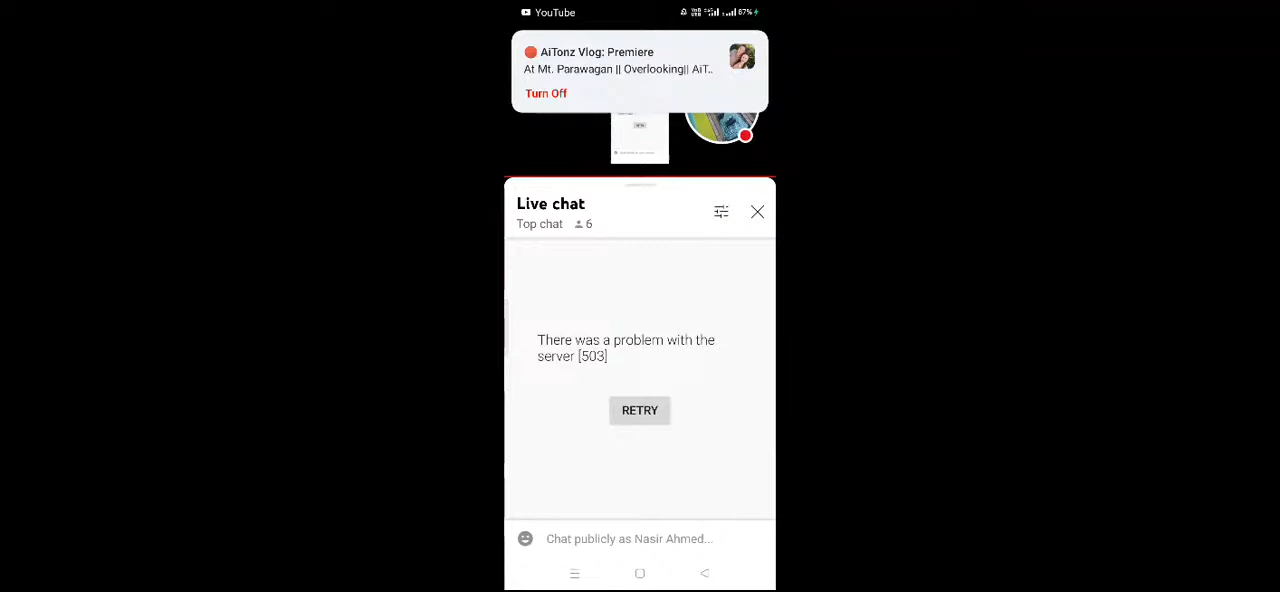 YouTube
87%
AiTonz Vlog: Premiere
At Mt. Parawagan || Overlooking|| AiT..
Turn Off
Live chat
Top chat 6
There was a problem with the
server [503]
RETRY
Chat publicly as Nasir Ahmed...